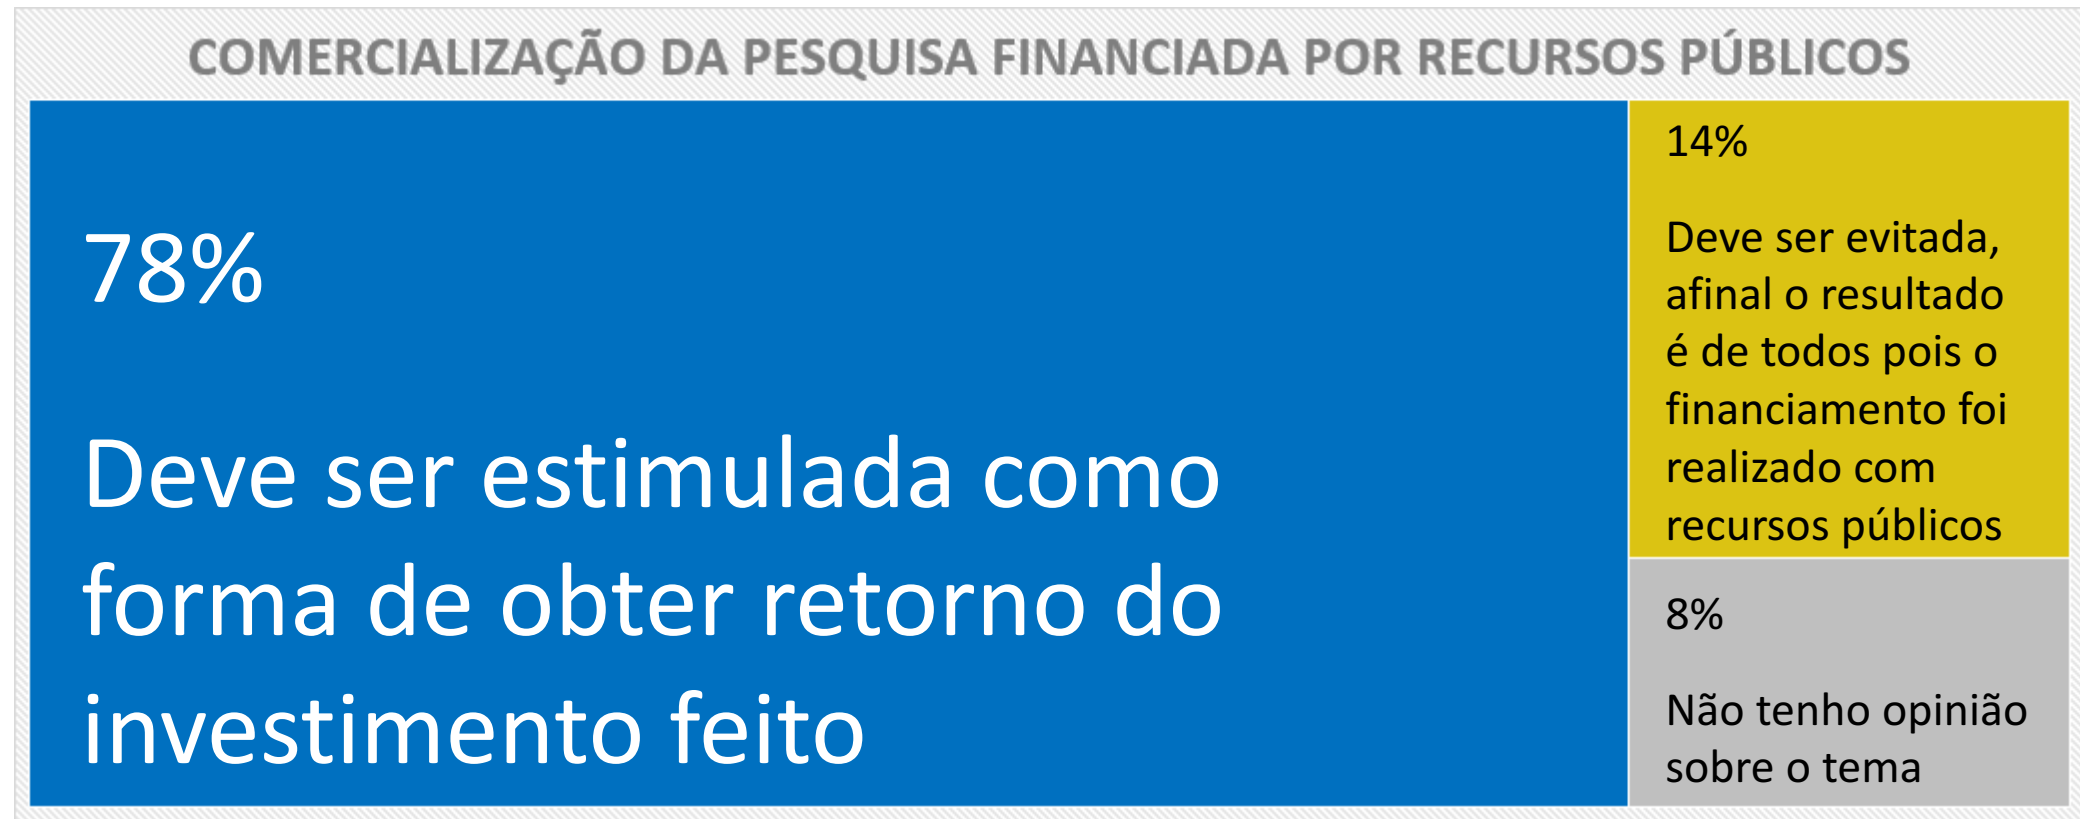 COMERCIALIZAÇÃO DA PESQUISA FINANCIADA POR RECURSOS PÚBLICOS
78%
Deve ser estimulada como
forma de obter retorno do
investimento feito
14%
Deve ser evitada,
afinal o resultado
é de todos pois o
financiamento foi
realizado com
recursos públicos
8%
Não tenho opinião
sobre o tema